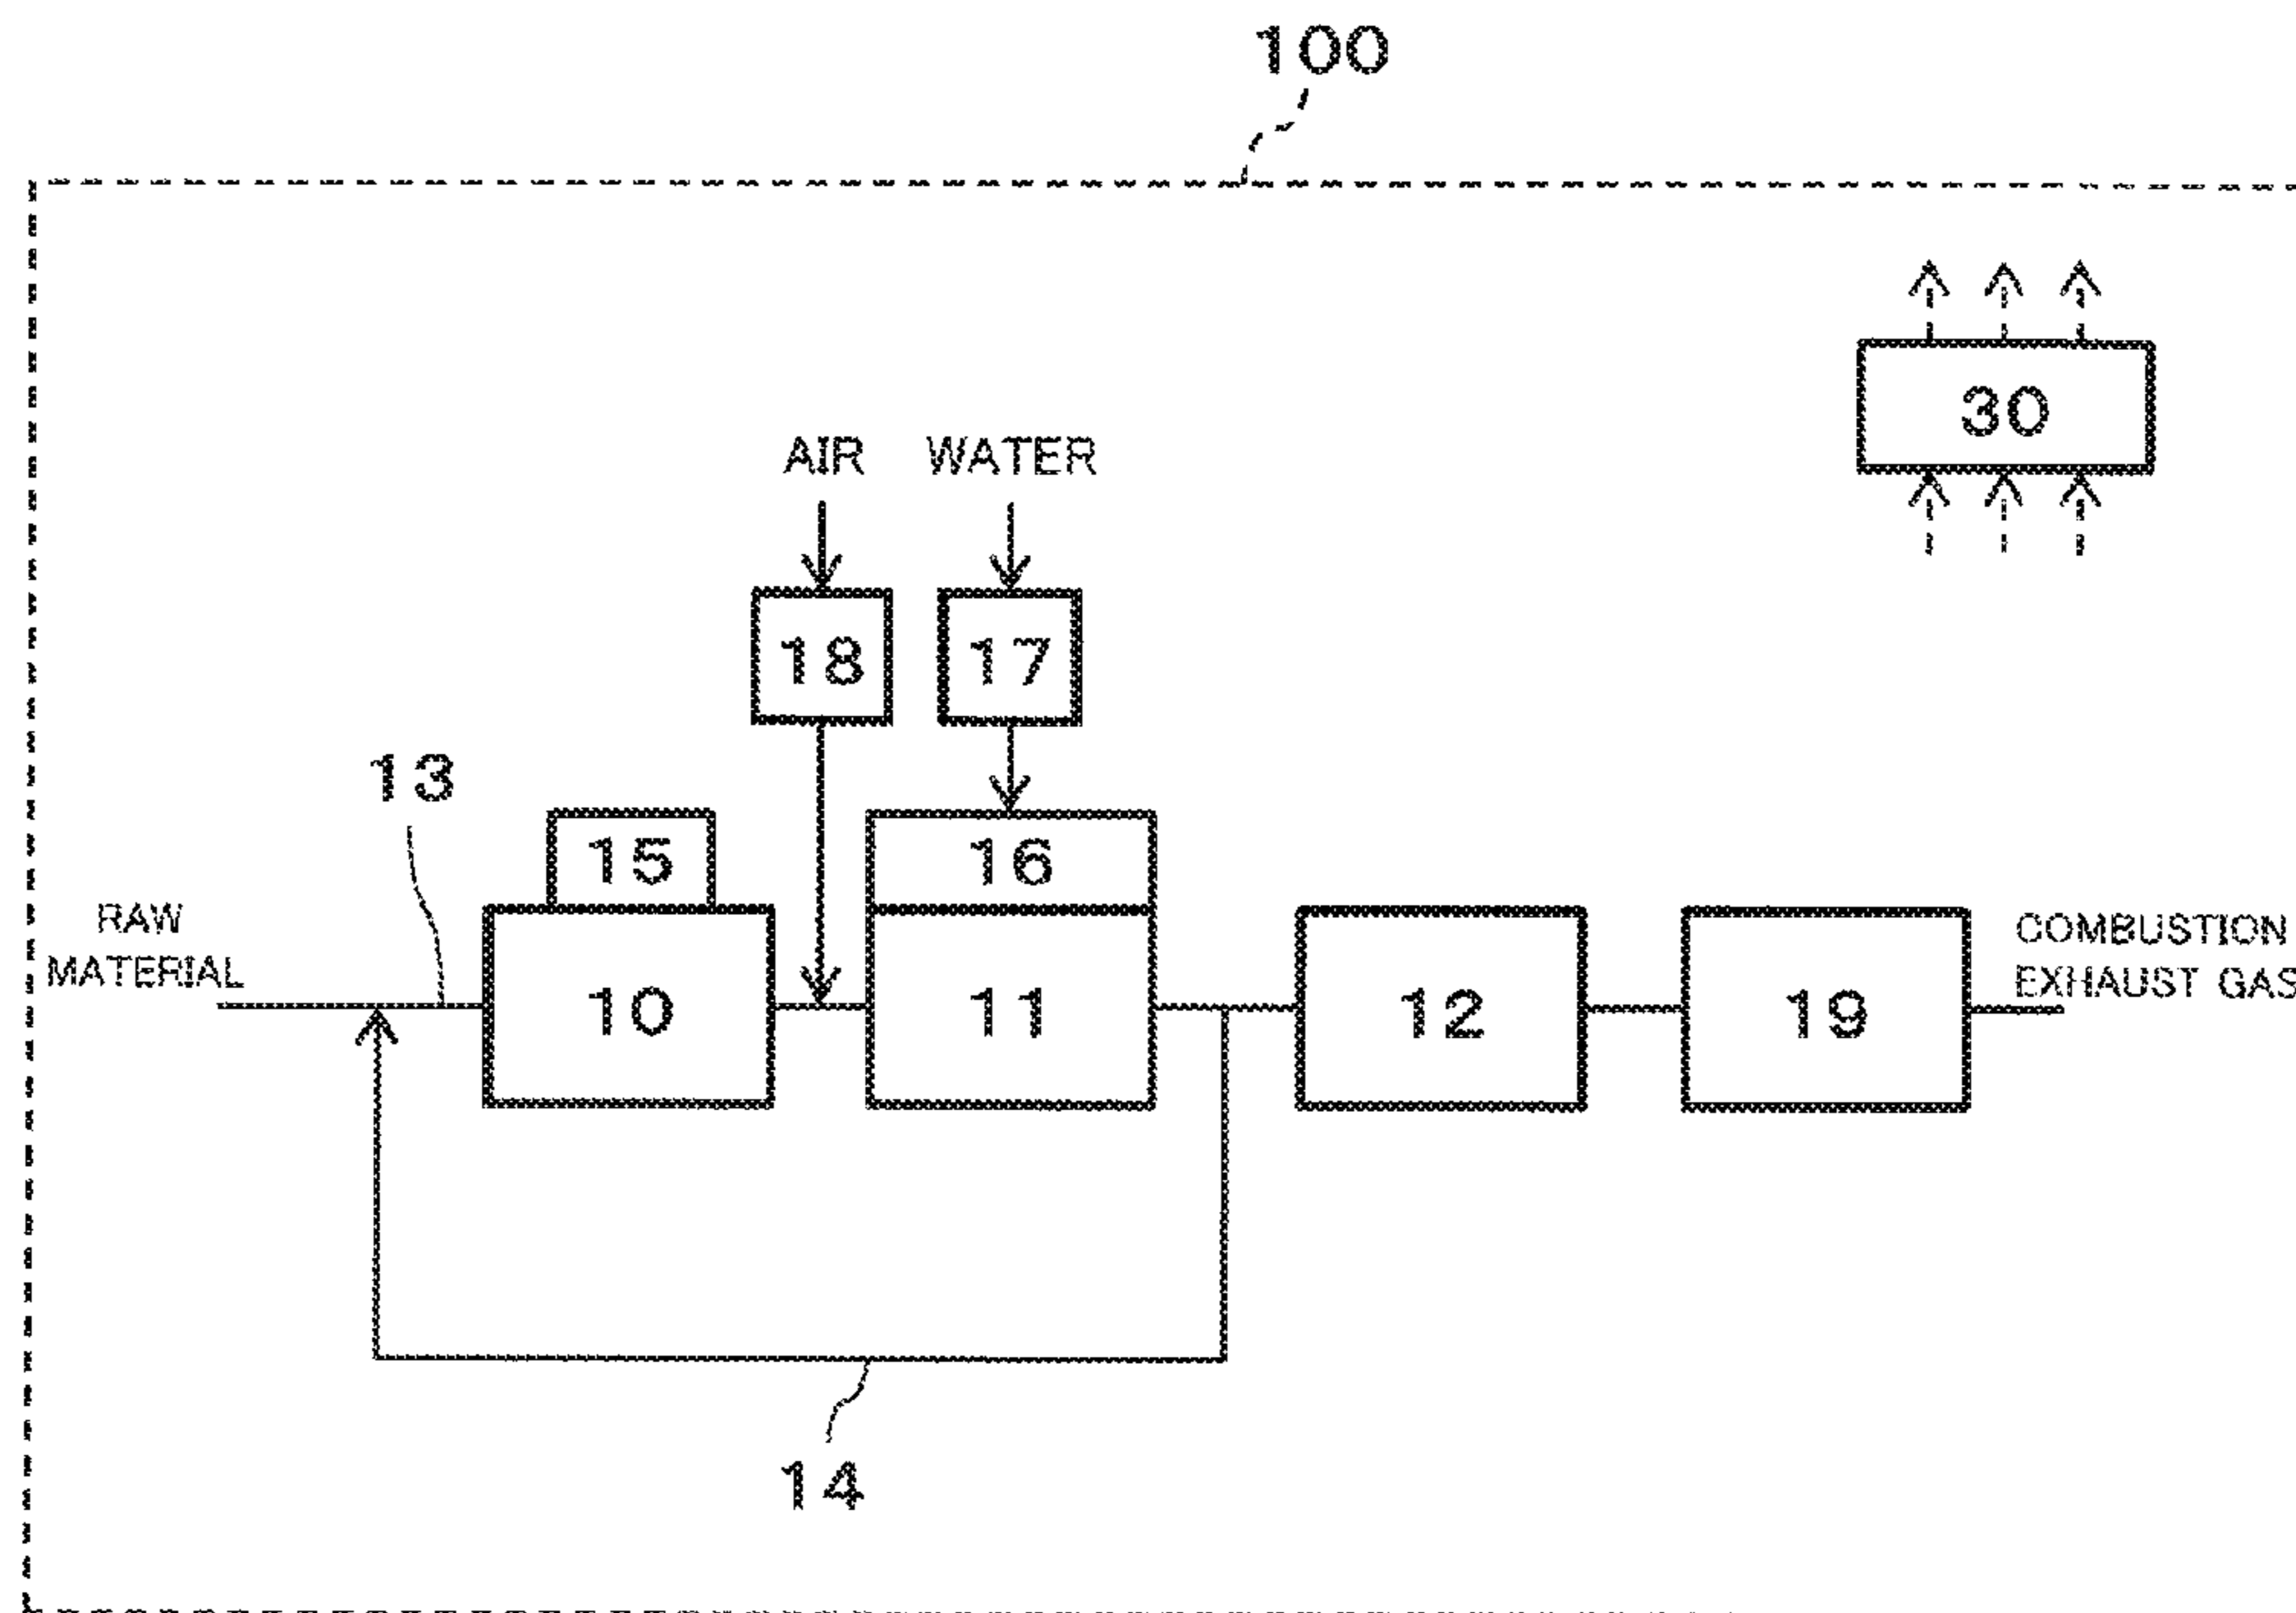 100
30
AIR WATER
18 17
13
15 16
RAW
MATERIAL
10 11 12 19
COMBUSTION
EXHAUST GAS
14